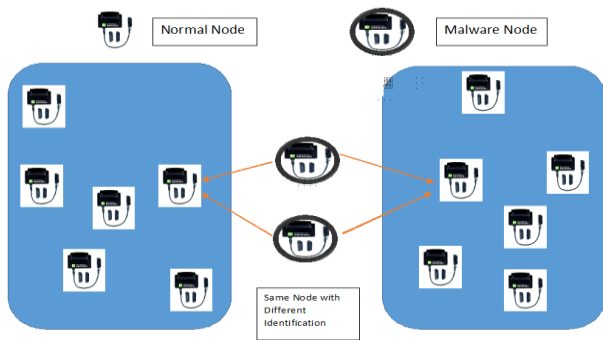 Normal Node
Malware Node
Same Node with
Different
Identification